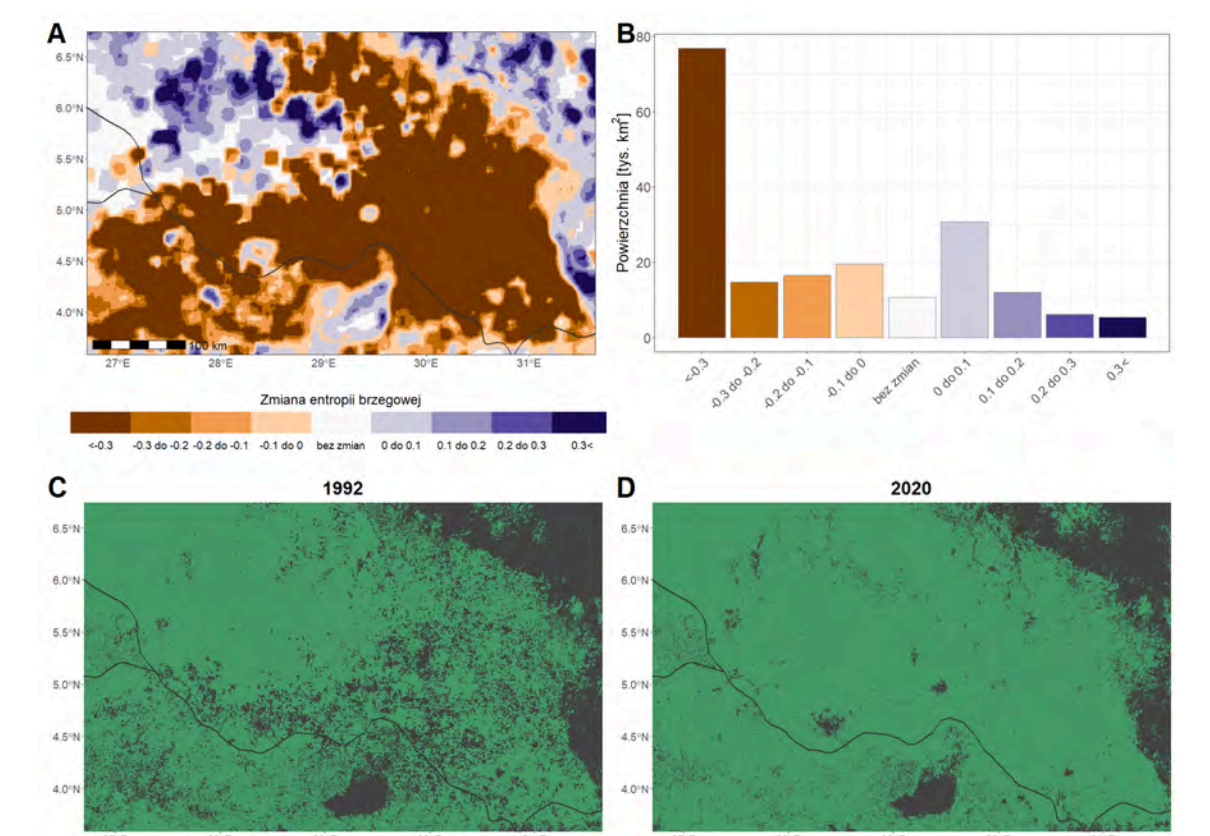 A
6.5°N
6.0°N
5.5°N
5.0°N
4.5°N
4.0°N
100 km
27°E 28°E 29°E 30°E 31°E
Zmiana entropii brzegowej
<-0.3 -0.3 do -0.2 -0.2 do -0.1 -0.1 do 0 bez zmian 0 do 0.1 0.1 do 0.2 0.2 do 0.3 0.3<
B
Powierzchnia [tys. km²]
80
60
40
20
0
<-0.3 -0.3 do -0.2 -0.2 do -0.1 -0.1 do 0 bez zmian 0 do 0.1 0.1 do 0.2 0.2 do 0.3 0.3<
C
1992
6.5°N
6.0°N
5.5°N
5.0°N
4.5°N
4.0°N
D
2020
6.5°N
6.0°N
5.5°N
5.0°N
4.5°N
4.0°N